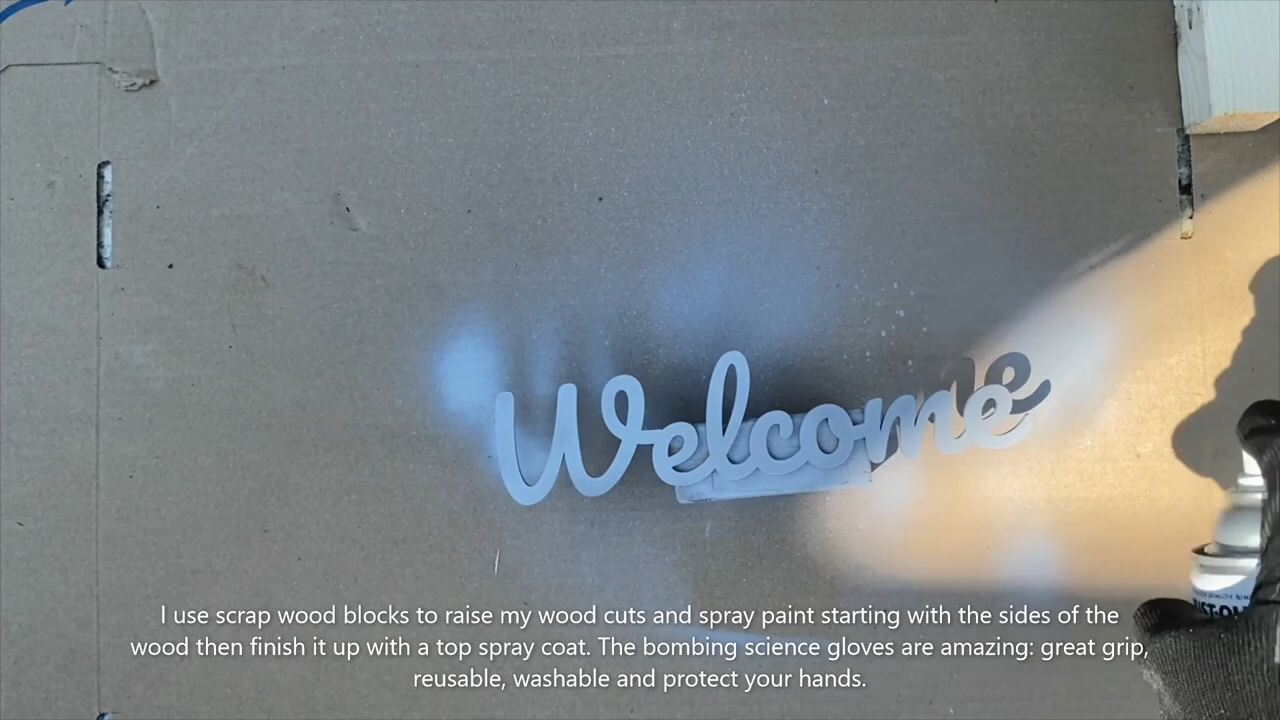 Welcome
I use scrap wood blocks to raise my wood cuts and spray paint starting with the sides of the
wood then finish it up with a top spray coat. The bombing science gloves are amazing: great grip,
reusable, washable and protect your hands.